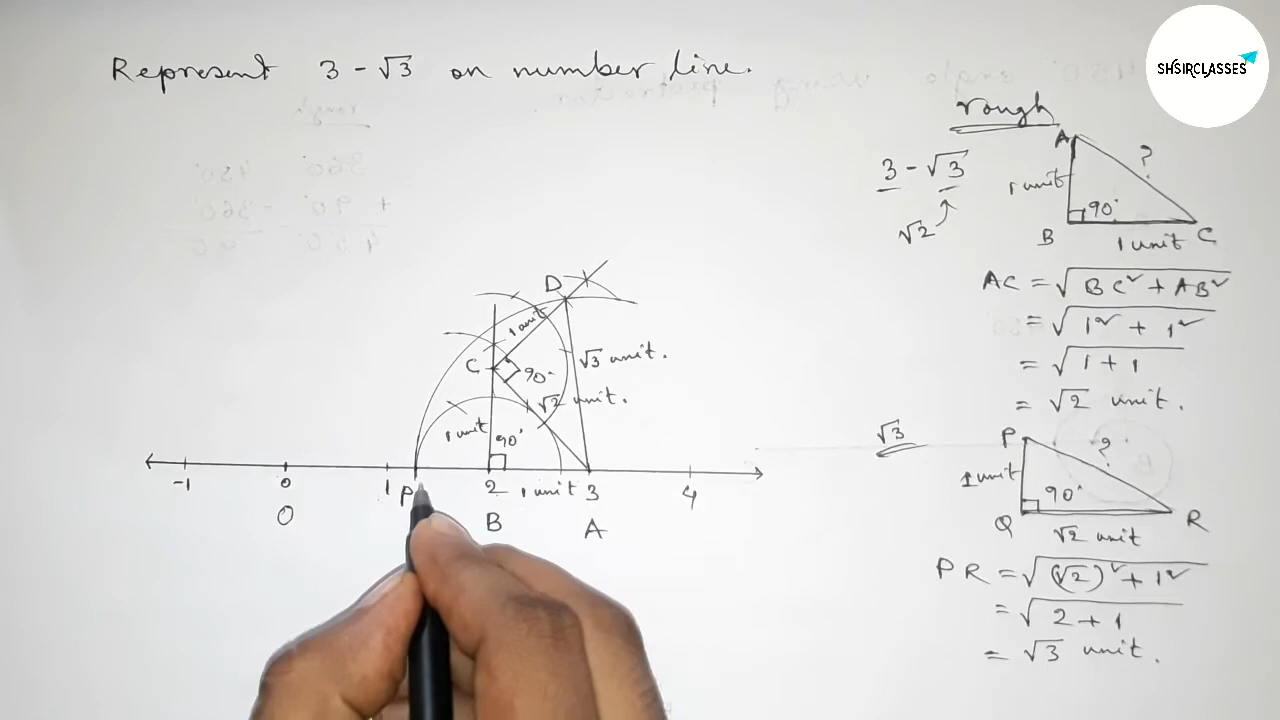 Represent 3 - √3 on number line.
SHSIRCLASSES
rough
3 - √3
√2
A
?
1 unit
90°
B
1 unit C
AC = √BC² + AB²
= √1² + 1²
= √1 + 1
= √2 unit.
√3
P
?
1 unit
90°
Q
R
√2 unit
PR = √(√2)² + 1²
= √2 + 1
= √3 unit.
D
1 unit
√3 unit.
C
90°
√2 unit.
1 unit
90°
-1 0 1 P 2 1 unit 3 4
O B A